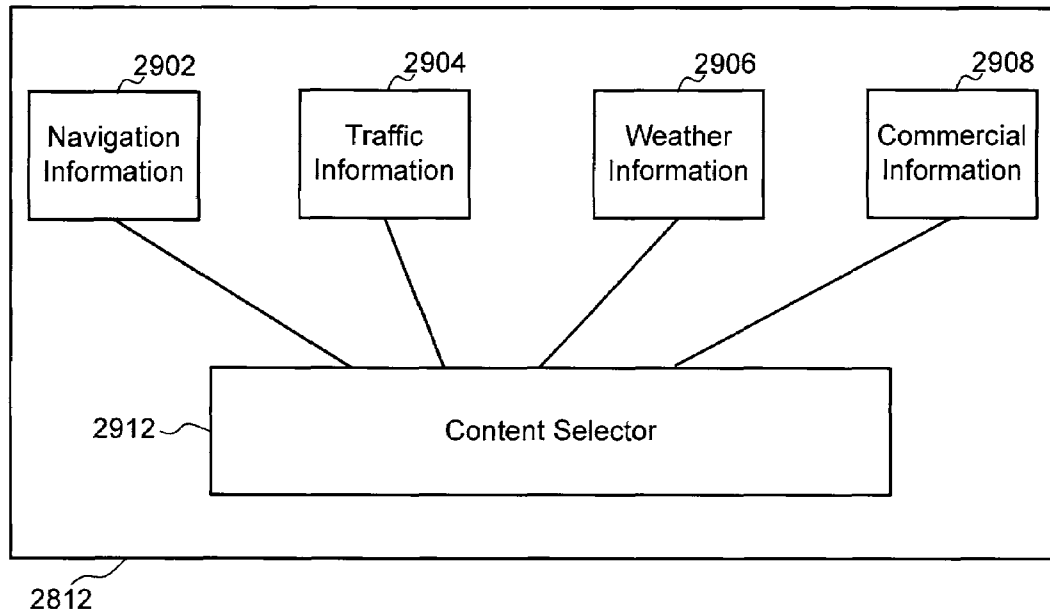 2902
2904
2906
2908
Navigation
Information
Traffic
Information
Weather
Information
Commercial
Information
2912
Content Selector
2812